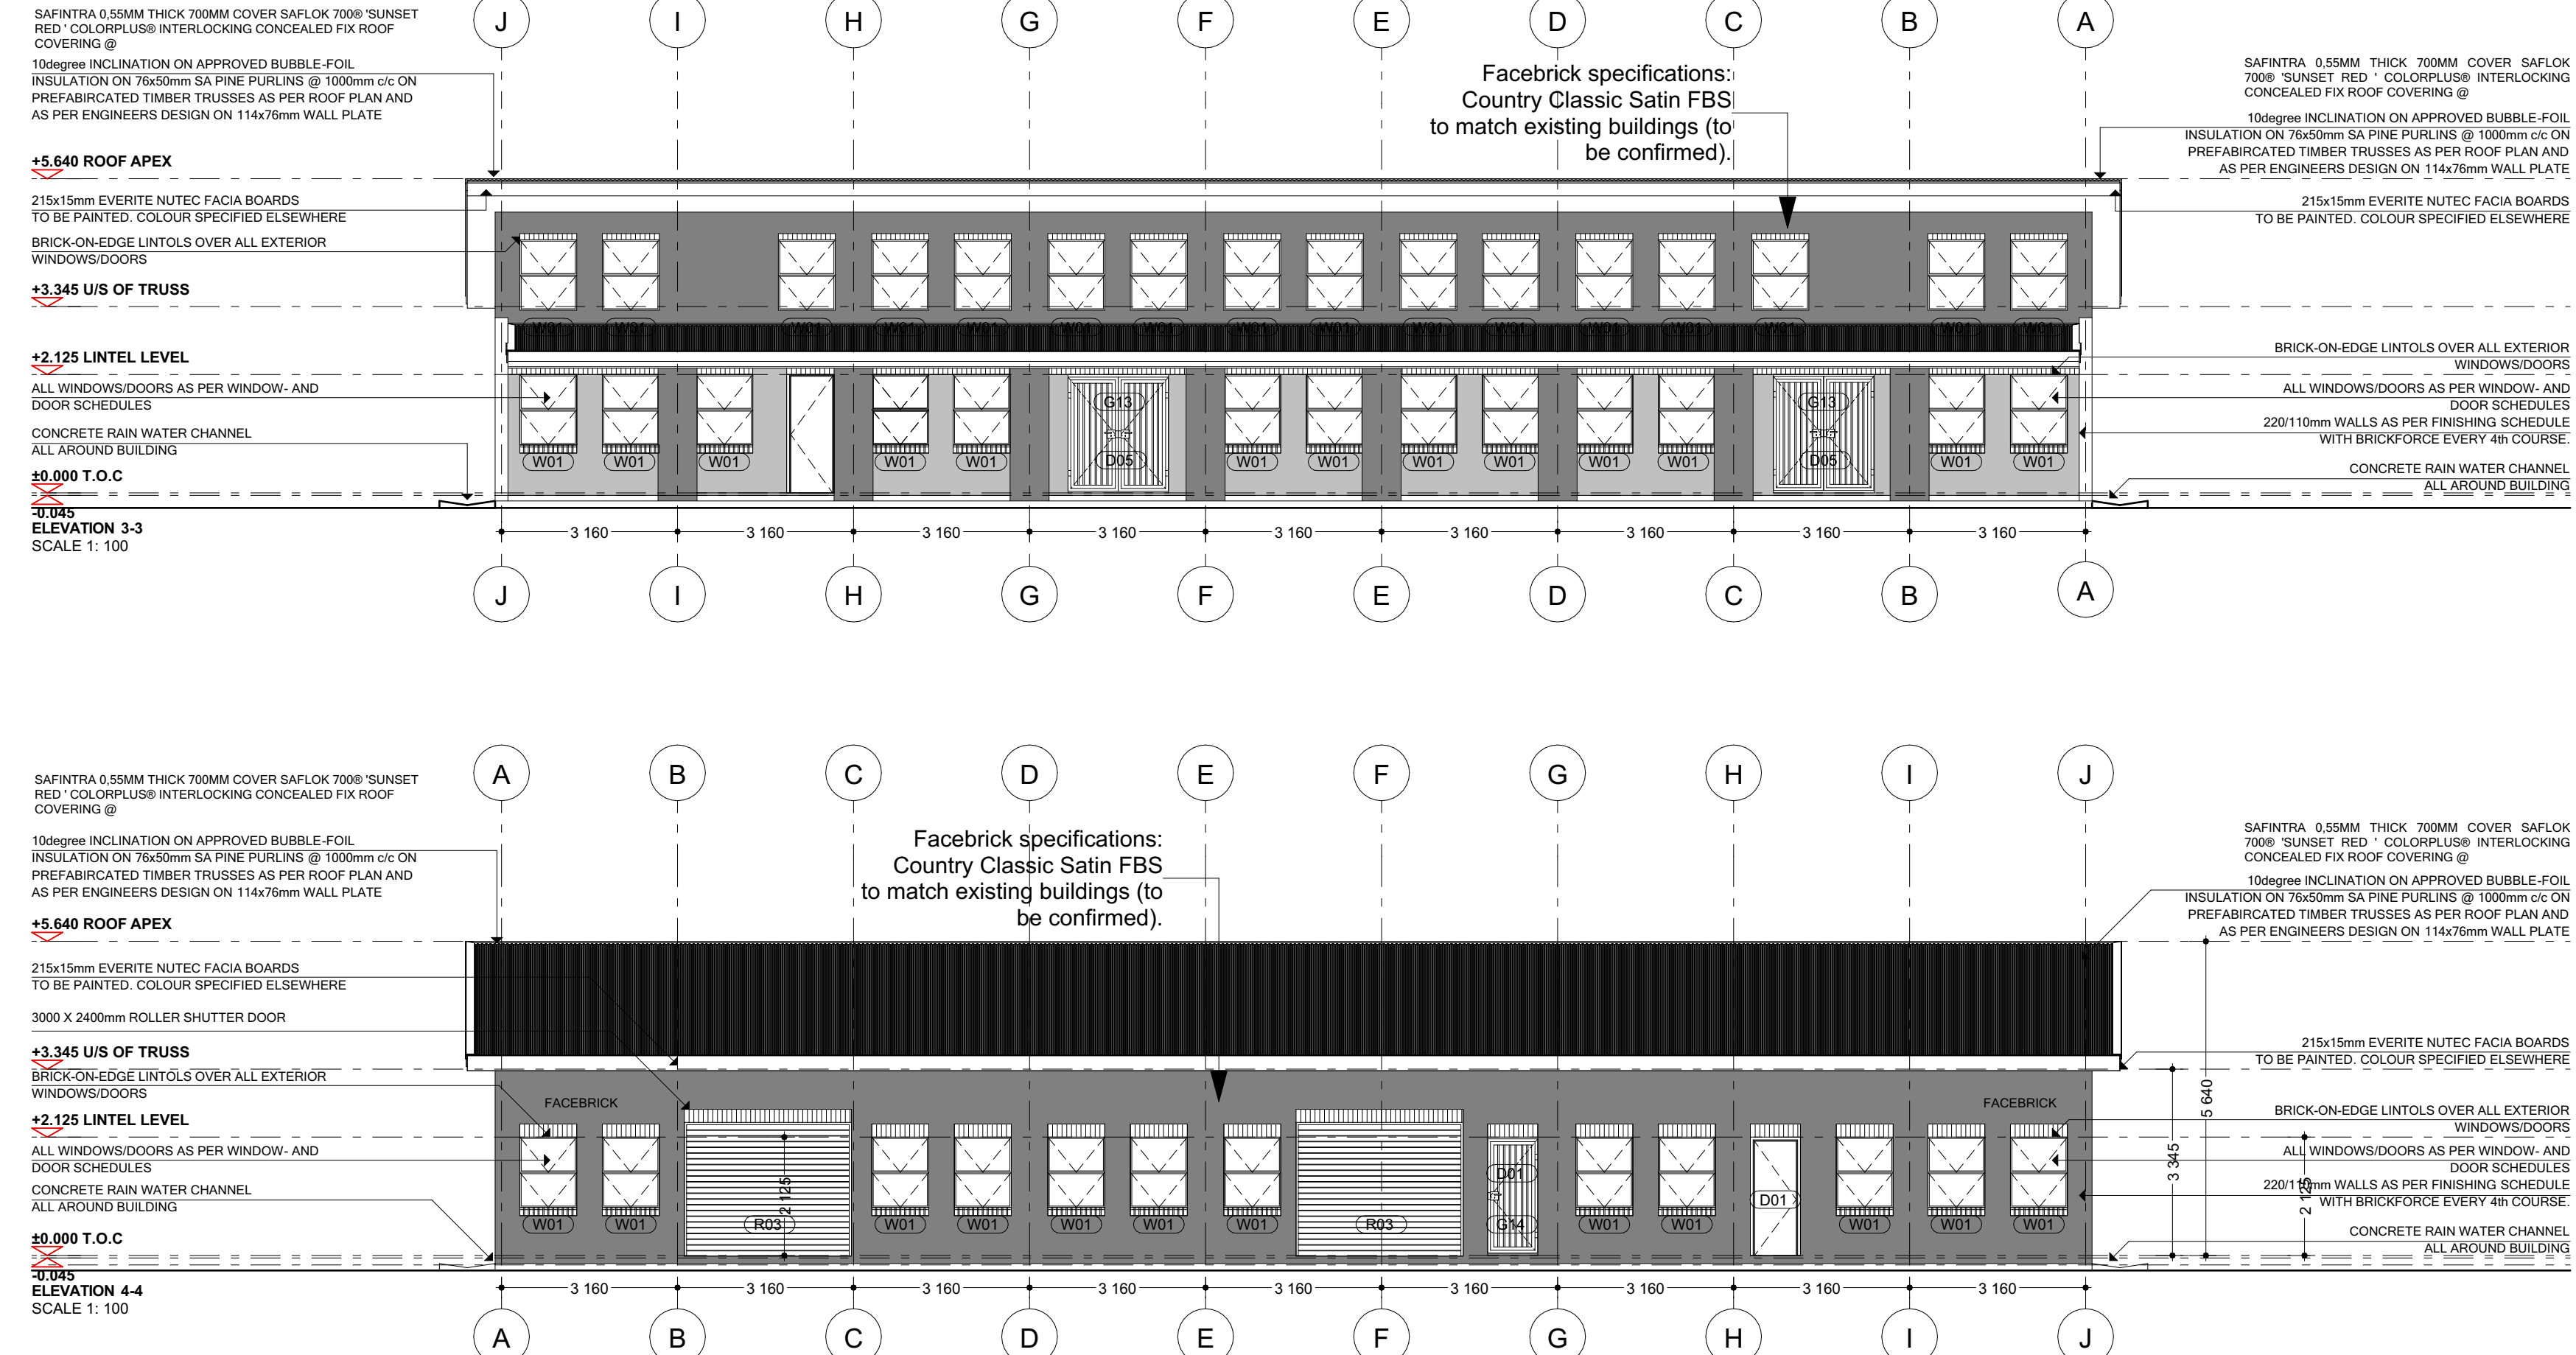 J I H G F E D C B A
SAFINTRA 0,55MM THICK 700MM COVER SAFLOK 700® 'SUNSET
RED ' COLORPLUS® INTERLOCKING CONCEALED FIX ROOF
COVERING @
10degree INCLINATION ON APPROVED BUBBLE-FOIL
INSULATION ON 76x50mm SA PINE PURLINS @ 1000mm c/c ON
PREFABIRCATED TIMBER TRUSSES AS PER ROOF PLAN AND
AS PER ENGINEERS DESIGN ON 114x76mm WALL PLATE
+5.640 ROOF APEX
215x15mm EVERITE NUTEC FACIA BOARDS
TO BE PAINTED. COLOUR SPECIFIED ELSEWHERE
BRICK-ON-EDGE LINTOLS OVER ALL EXTERIOR
WINDOWS/DOORS
+3.345 U/S OF TRUSS
+2.125 LINTEL LEVEL
ALL WINDOWS/DOORS AS PER WINDOW- AND
DOOR SCHEDULES
CONCRETE RAIN WATER CHANNEL
ALL AROUND BUILDING
±0.000 T.O.C
-0.045
ELEVATION 3-3
SCALE 1: 100
Facebrick specifications:
Country Classic Satin FBS
to match existing buildings (to
be confirmed).
W01 W01 W01 W01 W01 W01 W01 W01 W01 W01 W01 W01 W01 W01 W01 W01
G13 G13
D05 D05
W01 W01 W01 W01 W01 W01 W01 W01 W01 W01 W01 W01 W01
SAFINTRA 0,55MM THICK 700MM COVER SAFLOK
700® 'SUNSET RED ' COLORPLUS® INTERLOCKING
CONCEALED FIX ROOF COVERING @
10degree INCLINATION ON APPROVED BUBBLE-FOIL
INSULATION ON 76x50mm SA PINE PURLINS @ 1000mm c/c ON
PREFABIRCATED TIMBER TRUSSES AS PER ROOF PLAN AND
AS PER ENGINEERS DESIGN ON 114x76mm WALL PLATE
215x15mm EVERITE NUTEC FACIA BOARDS
TO BE PAINTED. COLOUR SPECIFIED ELSEWHERE
BRICK-ON-EDGE LINTOLS OVER ALL EXTERIOR
WINDOWS/DOORS
ALL WINDOWS/DOORS AS PER WINDOW- AND
DOOR SCHEDULES
220/110mm WALLS AS PER FINISHING SCHEDULE
WITH BRICKFORCE EVERY 4th COURSE.
CONCRETE RAIN WATER CHANNEL
ALL AROUND BUILDING
3 160 3 160 3 160 3 160 3 160 3 160 3 160 3 160 3 160
J I H G F E D C B A
A B C D E F G H I J
SAFINTRA 0,55MM THICK 700MM COVER SAFLOK 700® 'SUNSET
RED ' COLORPLUS® INTERLOCKING CONCEALED FIX ROOF
COVERING @
10degree INCLINATION ON APPROVED BUBBLE-FOIL
INSULATION ON 76x50mm SA PINE PURLINS @ 1000mm c/c ON
PREFABIRCATED TIMBER TRUSSES AS PER ROOF PLAN AND
AS PER ENGINEERS DESIGN ON 114x76mm WALL PLATE
+5.640 ROOF APEX
215x15mm EVERITE NUTEC FACIA BOARDS
TO BE PAINTED. COLOUR SPECIFIED ELSEWHERE
3000 X 2400mm ROLLER SHUTTER DOOR
+3.345 U/S OF TRUSS
BRICK-ON-EDGE LINTOLS OVER ALL EXTERIOR
WINDOWS/DOORS
+2.125 LINTEL LEVEL
ALL WINDOWS/DOORS AS PER WINDOW- AND
DOOR SCHEDULES
CONCRETE RAIN WATER CHANNEL
ALL AROUND BUILDING
±0.000 T.O.C
-0.045
ELEVATION 4-4
SCALE 1: 100
Facebrick specifications:
Country Classic Satin FBS
to match existing buildings (to
be confirmed).
FACEBRICK FACEBRICK
2 125
D01
D01
W01 W01 R03 W01 W01 W01 W01 W01 R03 G14 W01 W01 W01 W01 W01
SAFINTRA 0,55MM THICK 700MM COVER SAFLOK
700® 'SUNSET RED ' COLORPLUS® INTERLOCKING
CONCEALED FIX ROOF COVERING @
10degree INCLINATION ON APPROVED BUBBLE-FOIL
INSULATION ON 76x50mm SA PINE PURLINS @ 1000mm c/c ON
PREFABIRCATED TIMBER TRUSSES AS PER ROOF PLAN AND
AS PER ENGINEERS DESIGN ON 114x76mm WALL PLATE
215x15mm EVERITE NUTEC FACIA BOARDS
TO BE PAINTED. COLOUR SPECIFIED ELSEWHERE
BRICK-ON-EDGE LINTOLS OVER ALL EXTERIOR
WINDOWS/DOORS
ALL WINDOWS/DOORS AS PER WINDOW- AND
DOOR SCHEDULES
220/110mm WALLS AS PER FINISHING SCHEDULE
WITH BRICKFORCE EVERY 4th COURSE.
CONCRETE RAIN WATER CHANNEL
ALL AROUND BUILDING
3 345
5 640
2 125
3 160 3 160 3 160 3 160 3 160 3 160 3 160 3 160 3 160
A B C D E F G H I J